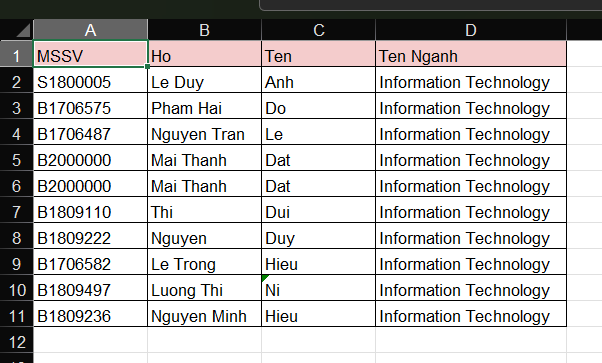 A B C D
1 MSSV Ho Ten Ten Nganh
2 S1800005 Le Duy Anh Information Technology
3 B1706575 Pham Hai Do Information Technology
4 B1706487 Nguyen Tran Le Information Technology
5 B2000000 Mai Thanh Dat Information Technology
6 B2000000 Mai Thanh Dat Information Technology
7 B1809110 Thi Dui Information Technology
8 B1809222 Nguyen Duy Information Technology
9 B1706582 Le Trong Hieu Information Technology
10 B1809497 Luong Thi Ni Information Technology
11 B1809236 Nguyen Minh Hieu Information Technology
12